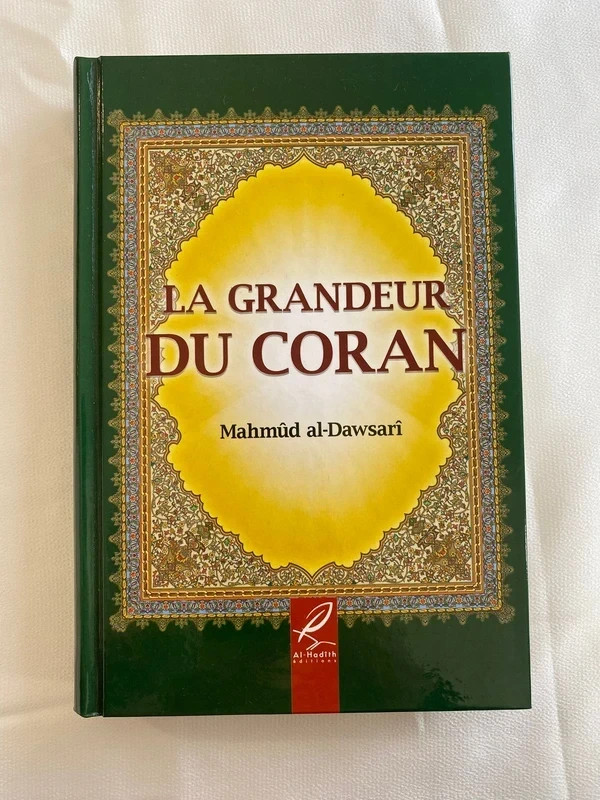 LA GRANDEUR
DU CORAN
Mahmûd al-Dawsarî
Al-Hadîth
éditions